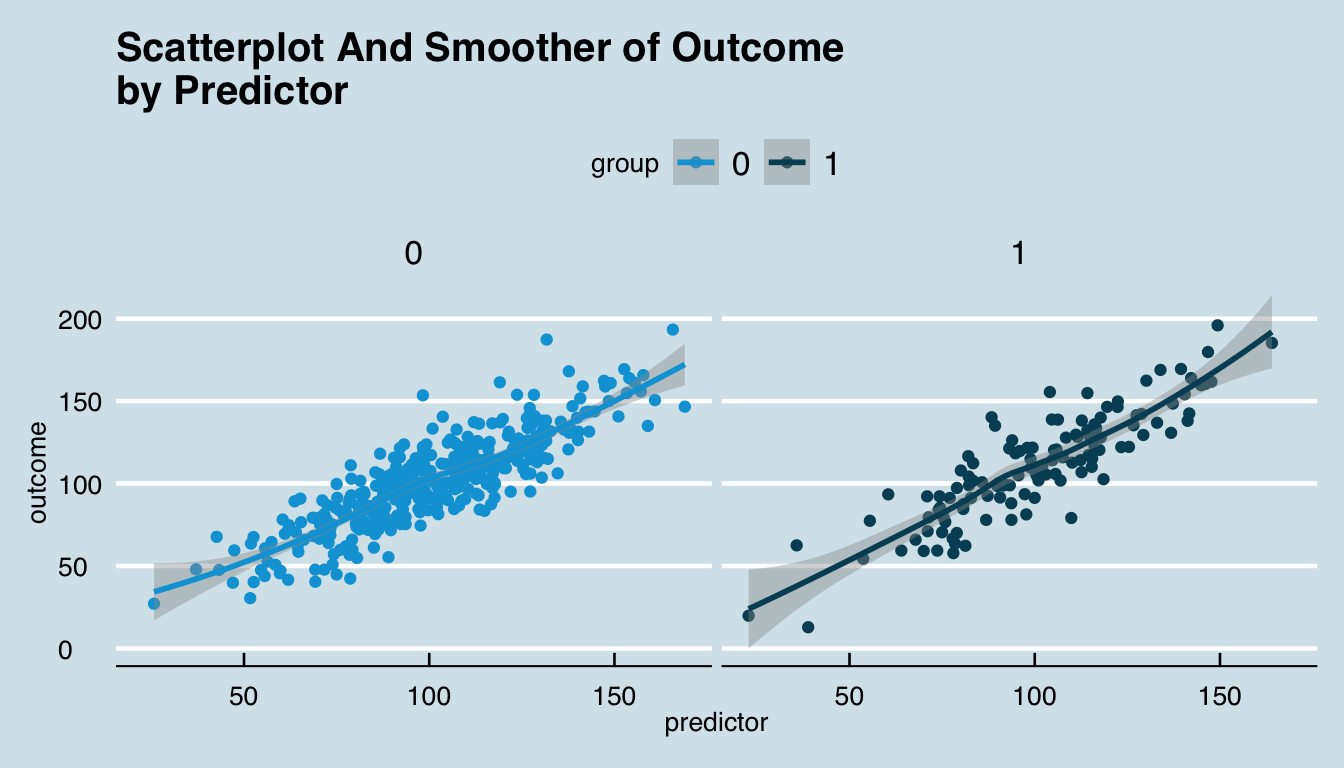 Scatterplot And Smoother of Outcome
by Predictor
group 0 1
0 1
200
150
100
50
0
outcome
50 100 150 50 100 150
predictor